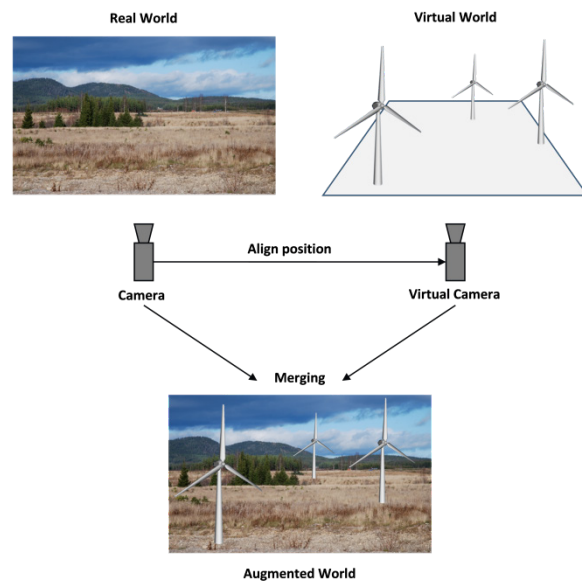 Real World
Virtual World
Align position
Camera
Virtual Camera
Merging
Augmented World